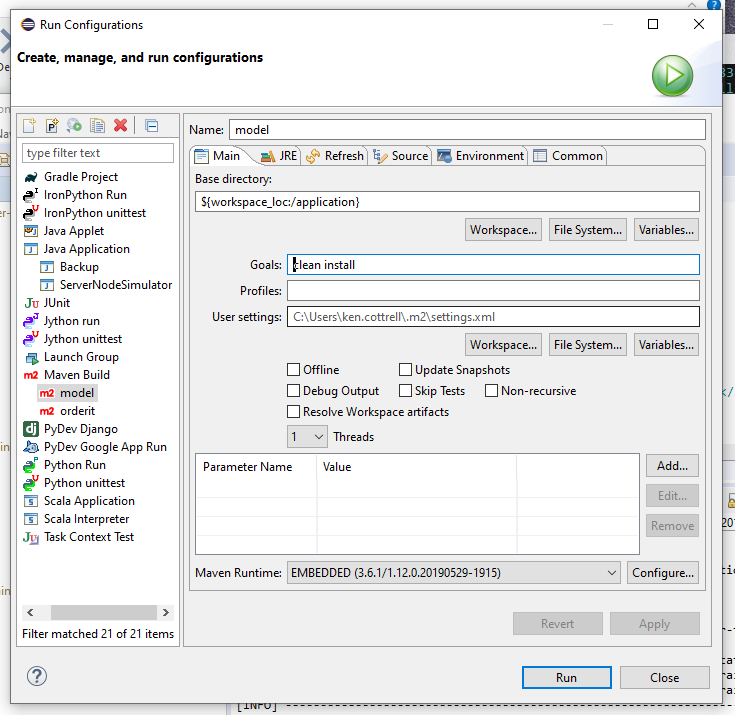 Run Configurations
Create, manage, and run configurations
type filter text
Gradle Project
IronPython Run
IronPython unittest
Java Applet
Java Application
Backup
ServerNodeSimulator
JUnit
Jython run
Jython unittest
Launch Group
m2 Maven Build
m2 model
m2 orderit
PyDev Django
PyDev Google App Run
Python Run
Python unittest
Scala Application
Scala Interpreter
Task Context Test
Filter matched 21 of 21 items
Name: model
Main JRE Refresh Source Environment Common
Base directory:
${workspace_loc:/application}
Workspace... File System... Variables...
Goals: clean install
Profiles:
User settings: C:\Users\ken.cottrell\.m2\settings.xml
Workspace... File System... Variables...
Offline Update Snapshots
Debug Output Skip Tests Non-recursive
Resolve Workspace artifacts
1 Threads
Parameter Name Value
Add...
Edit...
Remove
Maven Runtime: EMBEDDED (3.6.1/1.12.0.20190529-1915) Configure...
Revert Apply
Run Close
[INFO]